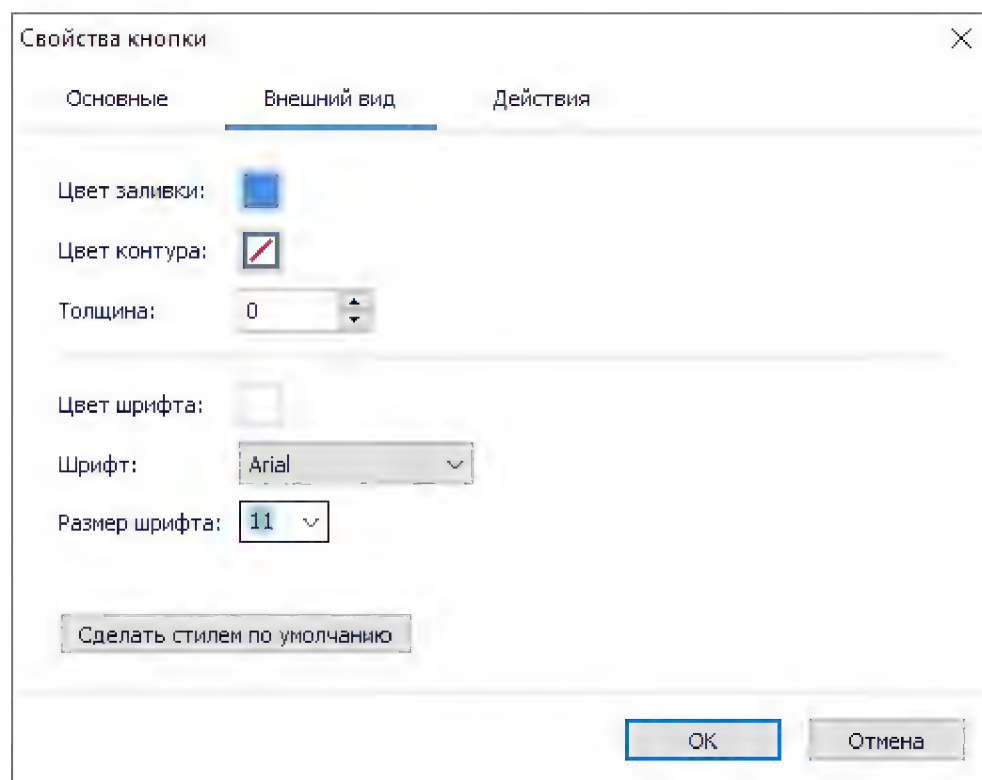 Свойства кнопки
Основные Внешний вид Действия
Цвет заливки:
Цвет контура:
Толщина: 0
Цвет шрифта:
Шрифт: Arial
Размер шрифта: 11
Сделать стилем по умолчанию
OK Отмена